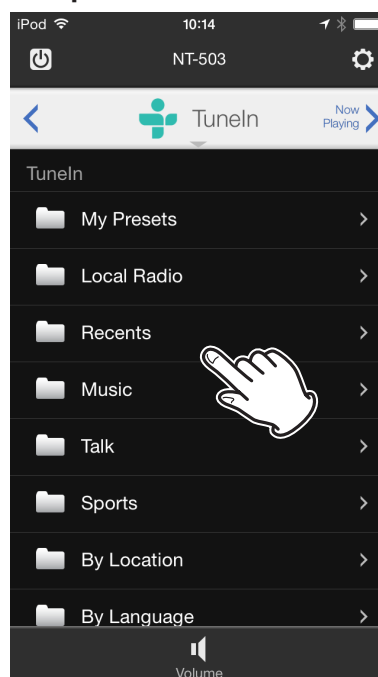 iPod 10:14
NT-503
TuneIn
Now
Playing
TuneIn
My Presets
Local Radio
Recents
Music
Talk
Sports
By Location
By Language
Volume